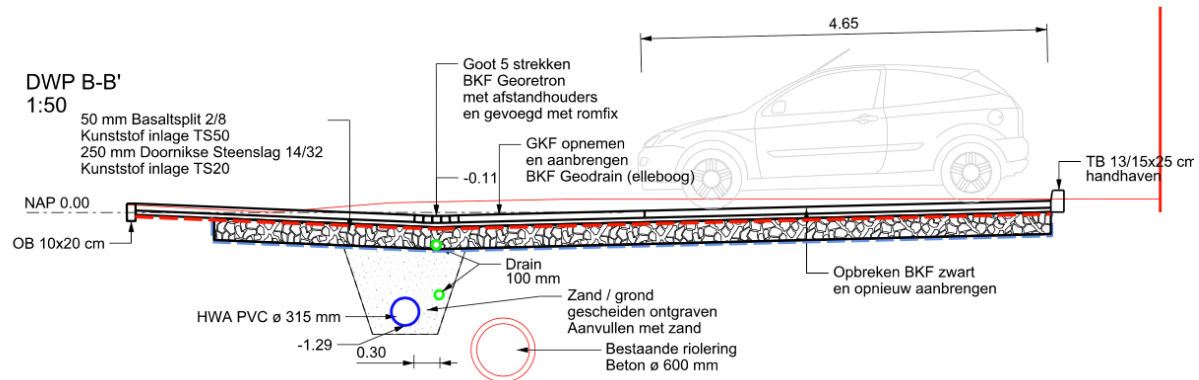 4.65
DWP B-B'
1:50
Goot 5 strekken
BKF Georetron
met afstandhouders
en gevoegd met romfix
50 mm Basaltsplit 2/8
Kunststof inlage TS50
250 mm Doornikse Steenslag 14/32
Kunststof inlage TS20
GKF opnemen
en aanbrengen
BKF Geodrain (elleboog)
-0.11
TB 13/15x25 cm
handhaven
NAP 0.00
OB 10x20 cm
Drain
100 mm
Opbreken BKF zwart
en opnieuw aanbrengen
HWA PVC ø 315 mm
Zand / grond
gescheiden ontgraven
Aanvullen met zand
-1.29
0.30
Bestaande riolering
Beton ø 600 mm